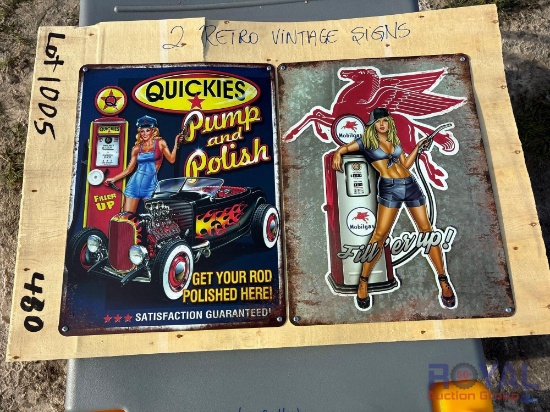 2 RETRO VINTAGE SIGNS
Lot 1005
480
QUICKIES
Pump and Polish
FILLER UP
GET YOUR ROD
POLISHED HERE!
SATISFACTION GUARANTEED!
Mobilgas
Mobilgas
Fill'er up!
ROYAL
Auction Group